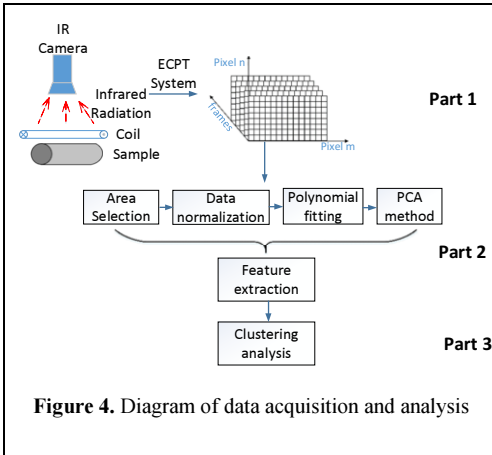 IR
Camera
ECPT
System
Infrared
Radiation
Coil
Sample
Pixel n
frames
Pixel m
Part 1
Area
Selection
Data
normalization
Polynomial
fitting
PCA
method
Part 2
Feature
extraction
Clustering
analysis
Part 3
Figure 4. Diagram of data acquisition and analysis